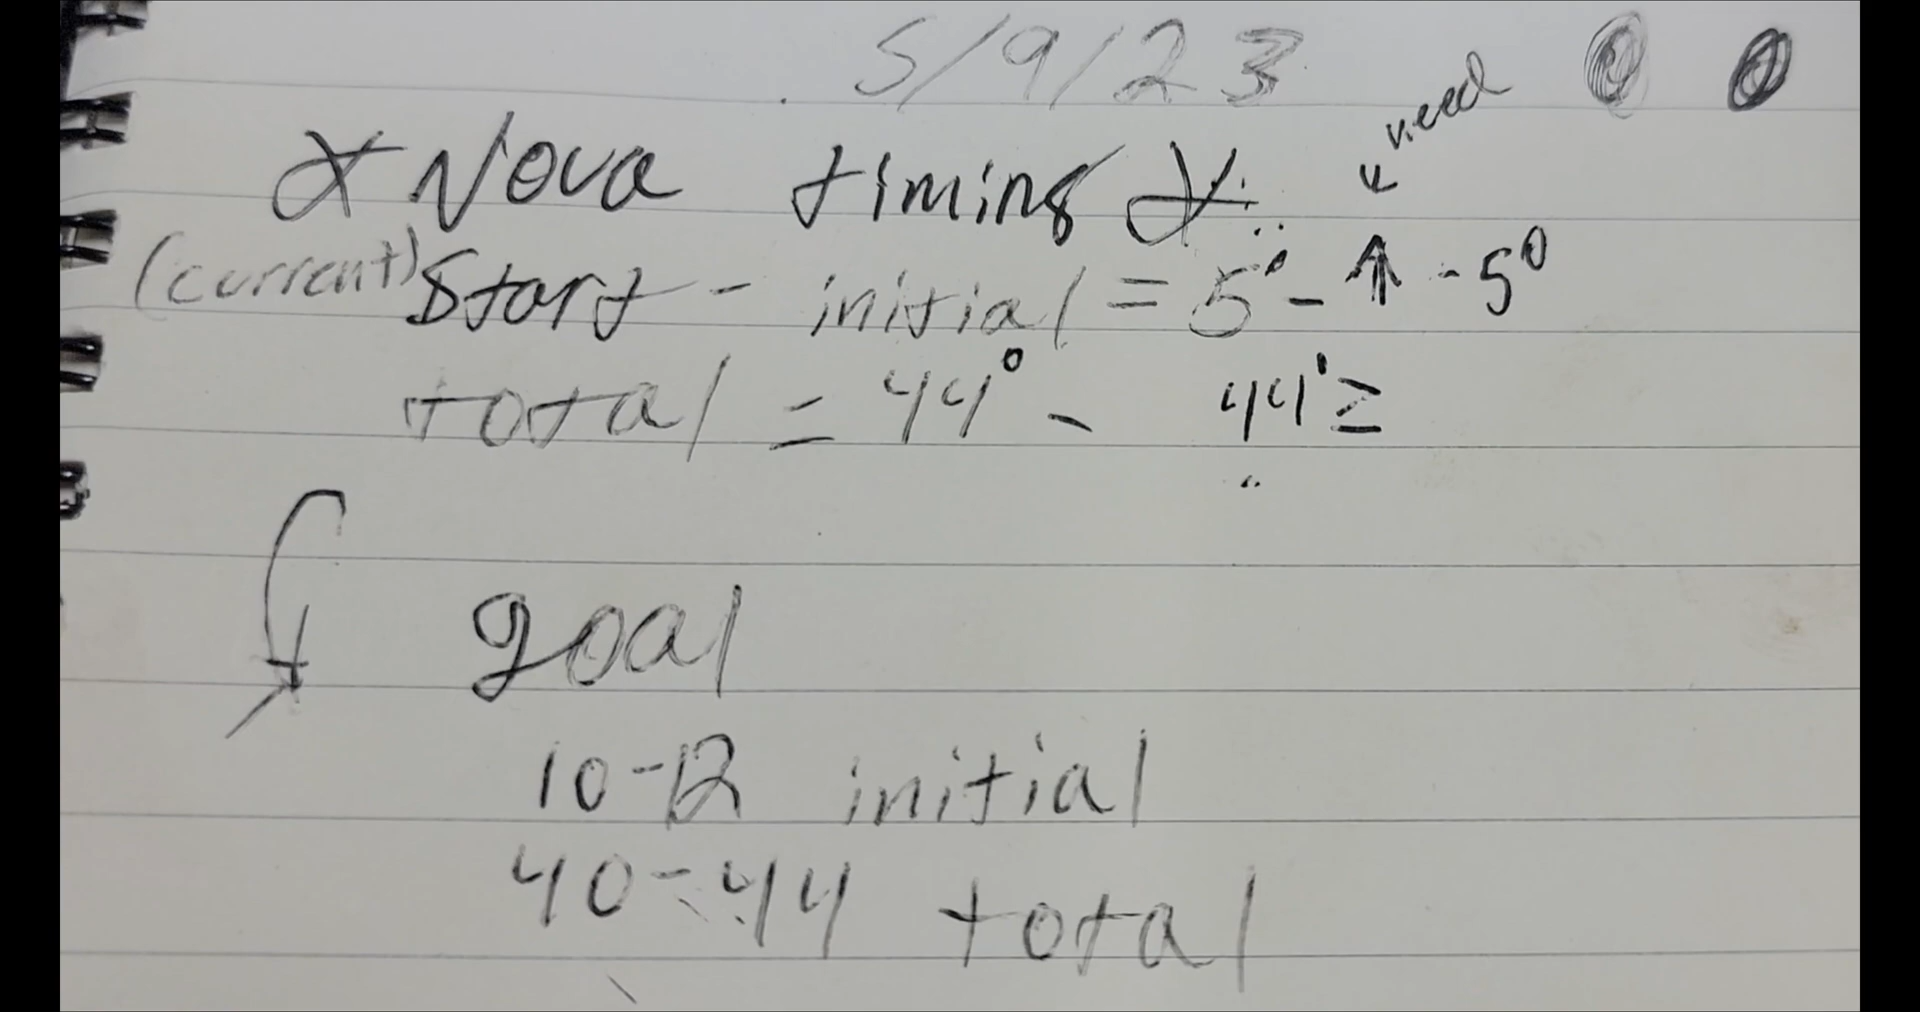 5/9/23
need
* Nova timing *
(current) Start - initial = 5° - ↑ - 5°
total = 44° - 44° ≥
goal
10-12 initial
40-44 total